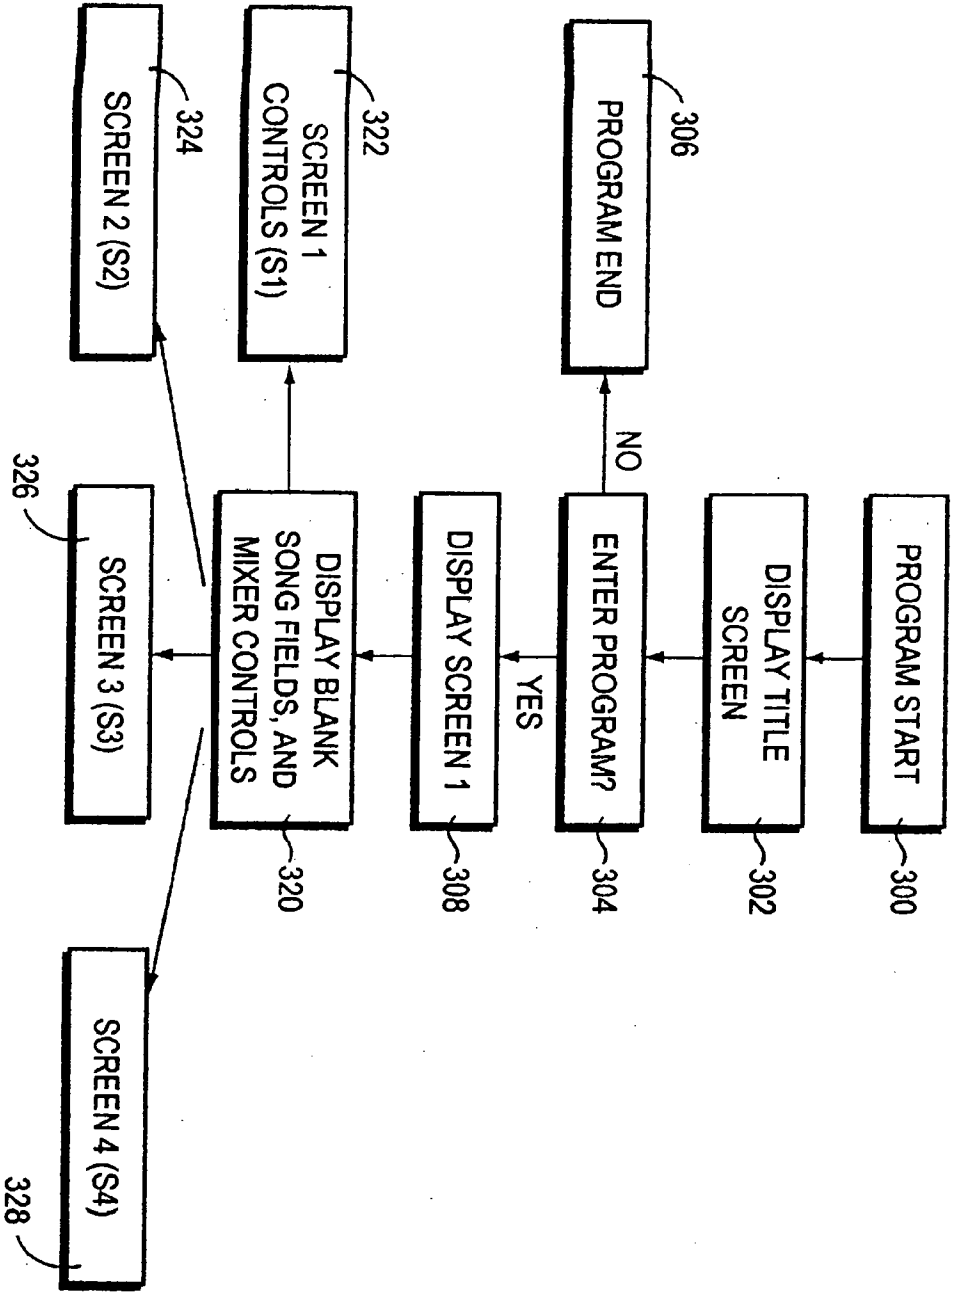 PROGRAM START
300
DISPLAY TITLE
SCREEN
302
306
PROGRAM END
NO
ENTER PROGRAM?
304
YES
DISPLAY SCREEN 1
308
322
SCREEN 1
CONTROLS (S1)
DISPLAY BLANK
SONG FIELDS, AND
MIXER CONTROLS
320
324
SCREEN 2 (S2)
326
SCREEN 3 (S3)
SCREEN 4 (S4)
328